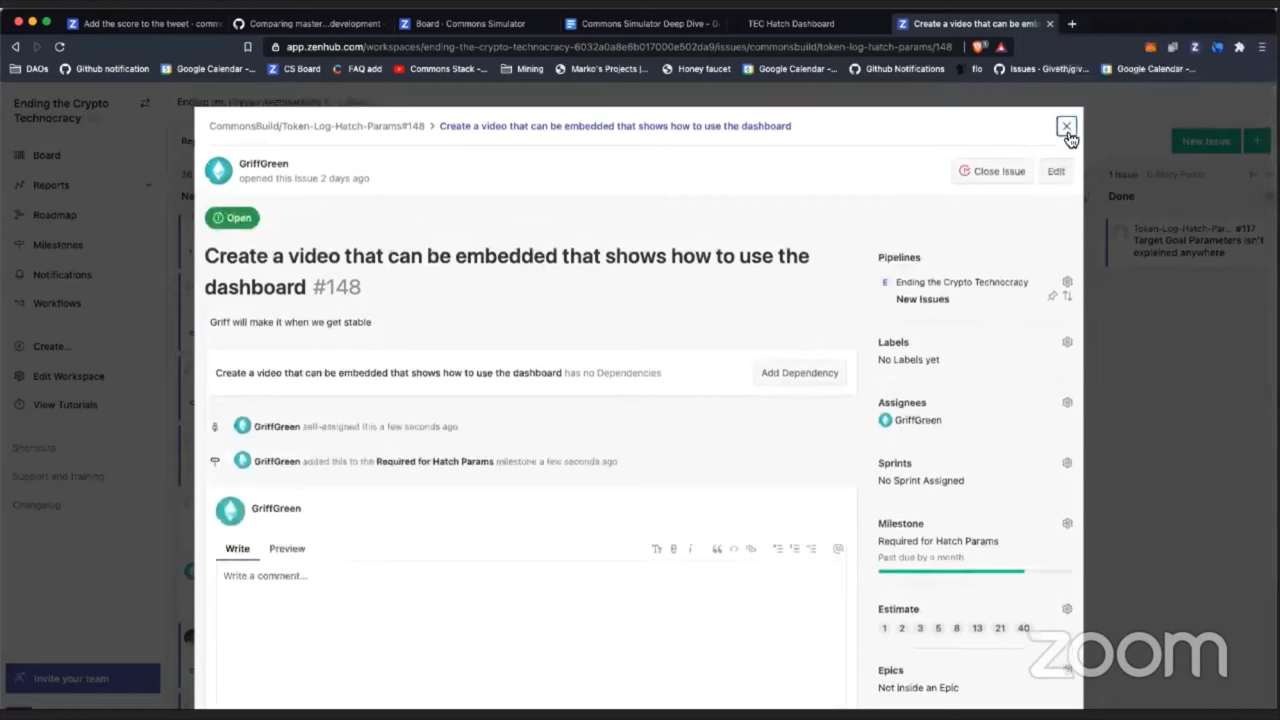 Add the score to the tweet · comm
Comparing master...development ·
Board · Commons Simulator
Commons Simulator Deep Dive - G
TEC Hatch Dashboard
Create a video that can be emb
app.zenhub.com/workspaces/ending-the-crypto-technocracy-6032a0a8e6b017000e502da9/issues/commonsbuild/token-log-hatch-params/148
DAOs
Github notification
Google Calendar -...
CS Board
FAQ add
Commons Stack -...
Mining
Marko's Projects |...
Honey faucet
Google Calendar -...
Github Notifications
flo
Issues · Giveth/giv...
Google Calendar -...
Ending the Crypto
Technocracy
Board
Reports
Roadmap
Milestones
Notifications
Workflows
Create...
Edit Workspace
View Tutorials
Shortcuts
Support and training
Changelog
Invite your team
CommonsBuild/Token-Log-Hatch-Params#148 > Create a video that can be embedded that shows how to use the dashboard
GriffGreen
opened this Issue 2 days ago
Close Issue
Edit
Open
Create a video that can be embedded that shows how to use the
dashboard #148
Griff will make it when we get stable
Create a video that can be embedded that shows how to use the dashboard has no Dependencies
Add Dependency
GriffGreen self-assigned this a few seconds ago
GriffGreen added this to the Required for Hatch Params milestone a few seconds ago
GriffGreen
Write
Preview
Write a comment...
Pipelines
E Ending the Crypto Technocracy
New Issues
Labels
No Labels yet
Assignees
GriffGreen
Sprints
No Sprint Assigned
Milestone
Required for Hatch Params
Past due by a month
Estimate
1 2 3 5 8 13 21 40
Epics
Not inside an Epic
New Issue
1 Issue 0 Story Points
Done
Token-Log-Hatch-Par... #117
Target Goal Parameters isn't
explained anywhere
zoom